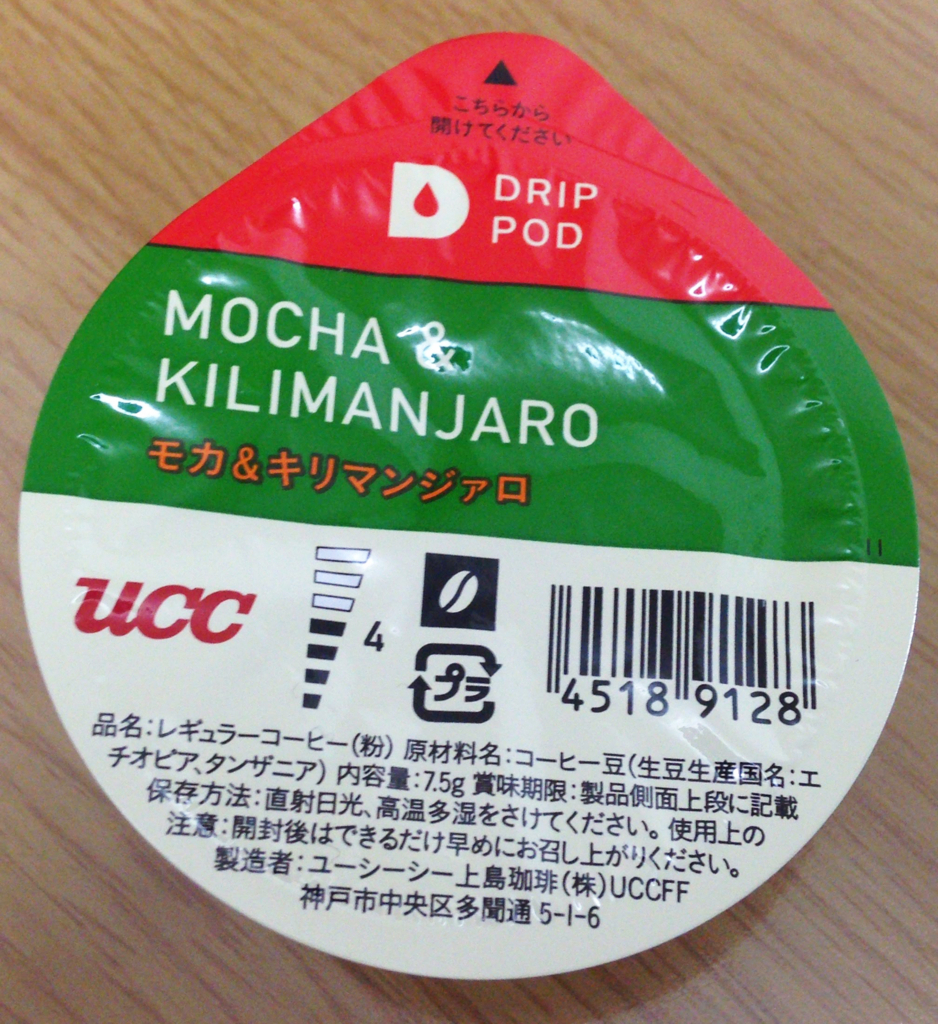 こちらから
開けてください
DRIP
POD
MOCHA &
KILIMANJARO
モカ&キリマンジァロ
ucc
4
プラ
4518 9128
品名:レギュラーコーヒー(粉) 原材料名:コーヒー豆(生豆生産国名:エ
チオピア、タンザニア) 内容量:7.5g 賞味期限:製品側面上段に記載
保存方法:直射日光、高温多湿をさけてください。使用上の
注意:開封後はできるだけ早めにお召し上がりください。
製造者:ユーシーシー上島珈琲(株)UCCFF
神戸市中央区多聞通 5-1-6